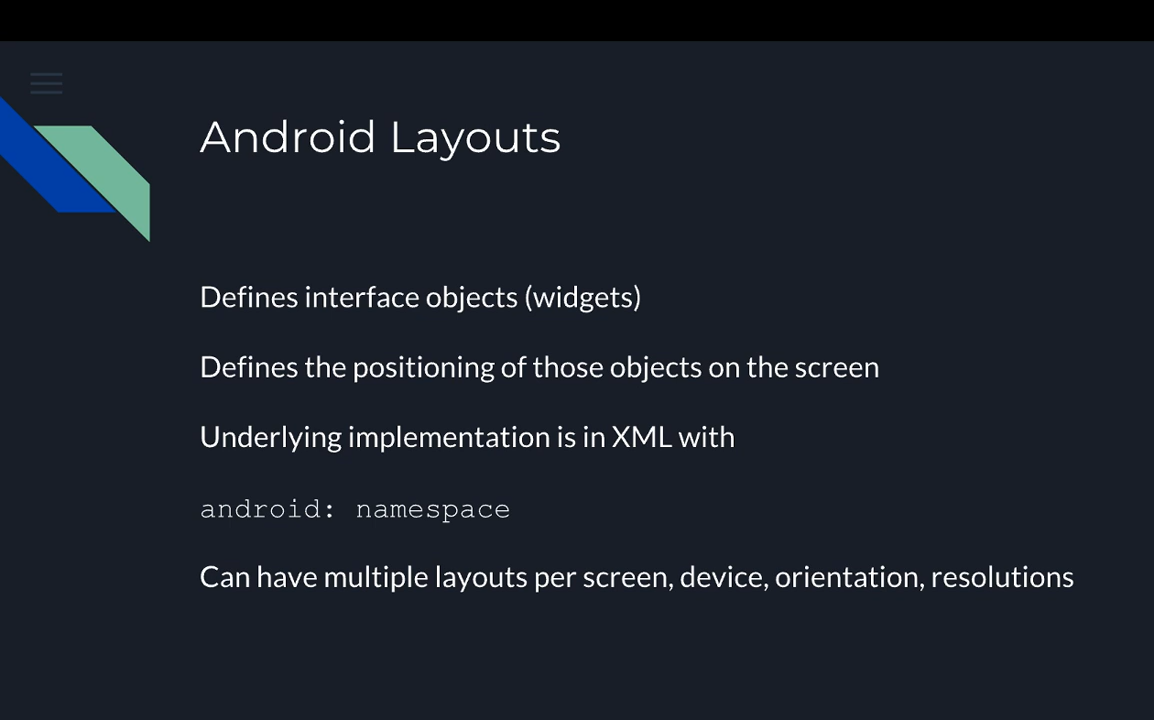 Android Layouts
Defines interface objects (widgets)
Defines the positioning of those objects on the screen
Underlying implementation is in XML with
android: namespace
Can have multiple layouts per screen, device, orientation, resolutions